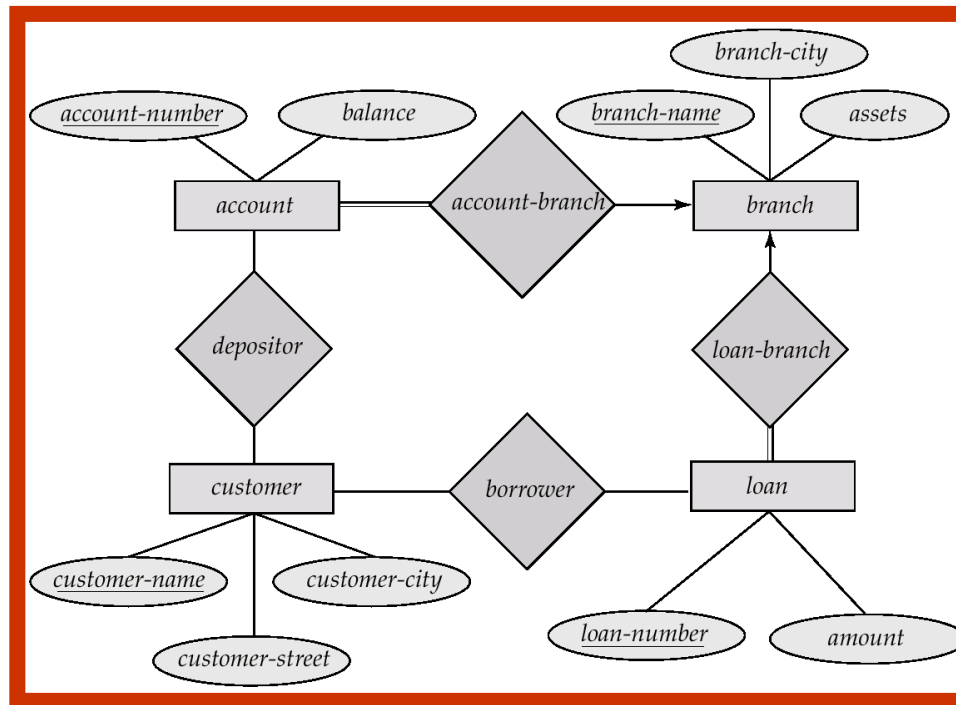 branch-city
account-number
balance
branch-name
assets
account
account-branch
branch
depositor
loan-branch
customer
borrower
loan
customer-name
customer-city
customer-street
loan-number
amount